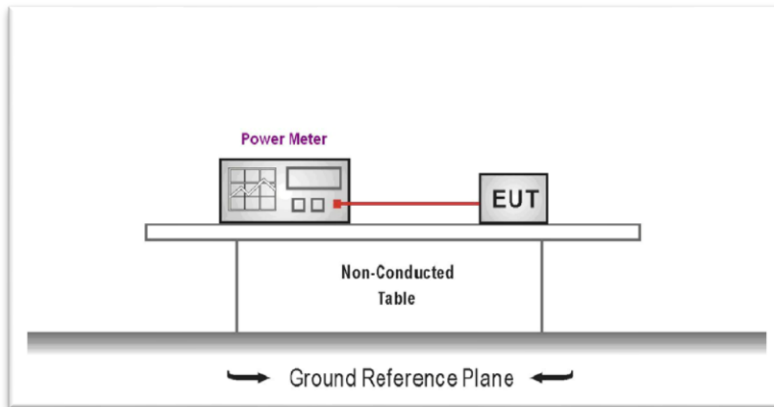 Power Meter
EUT
Non-Conducted
Table
Ground Reference Plane